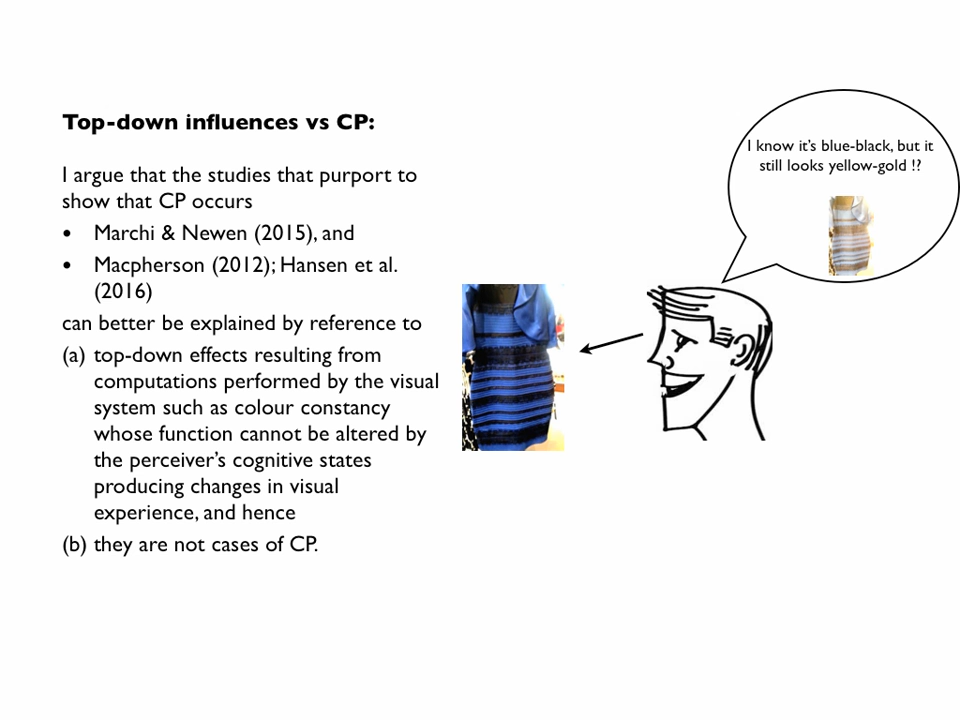 Top-down influences vs CP:
I argue that the studies that purport to
show that CP occurs
• Marchi & Newen (2015), and
• Macpherson (2012); Hansen et al.
(2016)
can better be explained by reference to
(a) top-down effects resulting from
computations performed by the visual
system such as colour constancy
whose function cannot be altered by
the perceiver’s cognitive states
producing changes in visual
experience, and hence
(b) they are not cases of CP.
I know it’s blue-black, but it
still looks yellow-gold !?